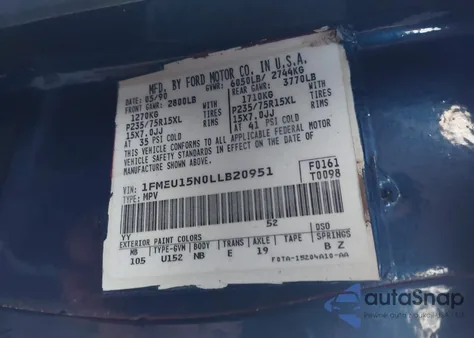 MFD. BY FORD MOTOR CO. IN U.S.A.
DATE: 05/90 GVWR: 6050LB/ 2744KG
FRONT GAWR: 2800LB REAR GAWR: 3770LB
1270KG WITH 1710KG WITH
P235/75R15XL TIRES P235/75R15XL TIRES
15X7.0JJ RIMS 15X7.0JJ RIMS
AT 35 PSI COLD AT 41 PSI COLD
THIS VEHICLE CONFORMS TO ALL APPLICABLE FEDERAL MOTOR
VEHICLE SAFETY STANDARDS IN EFFECT ON THE DATE OF
MANUFACTURE SHOWN ABOVE.
VIN: 1FMEU15N0LLB20951 F0161
TYPE: MPV T0098
YY 52
EXTERIOR PAINT COLORS DSO
MB TYPE-GVM BODY TRANS AXLE TAPE SPRINGS
105 U152 NB E 19 B Z
autoSnap